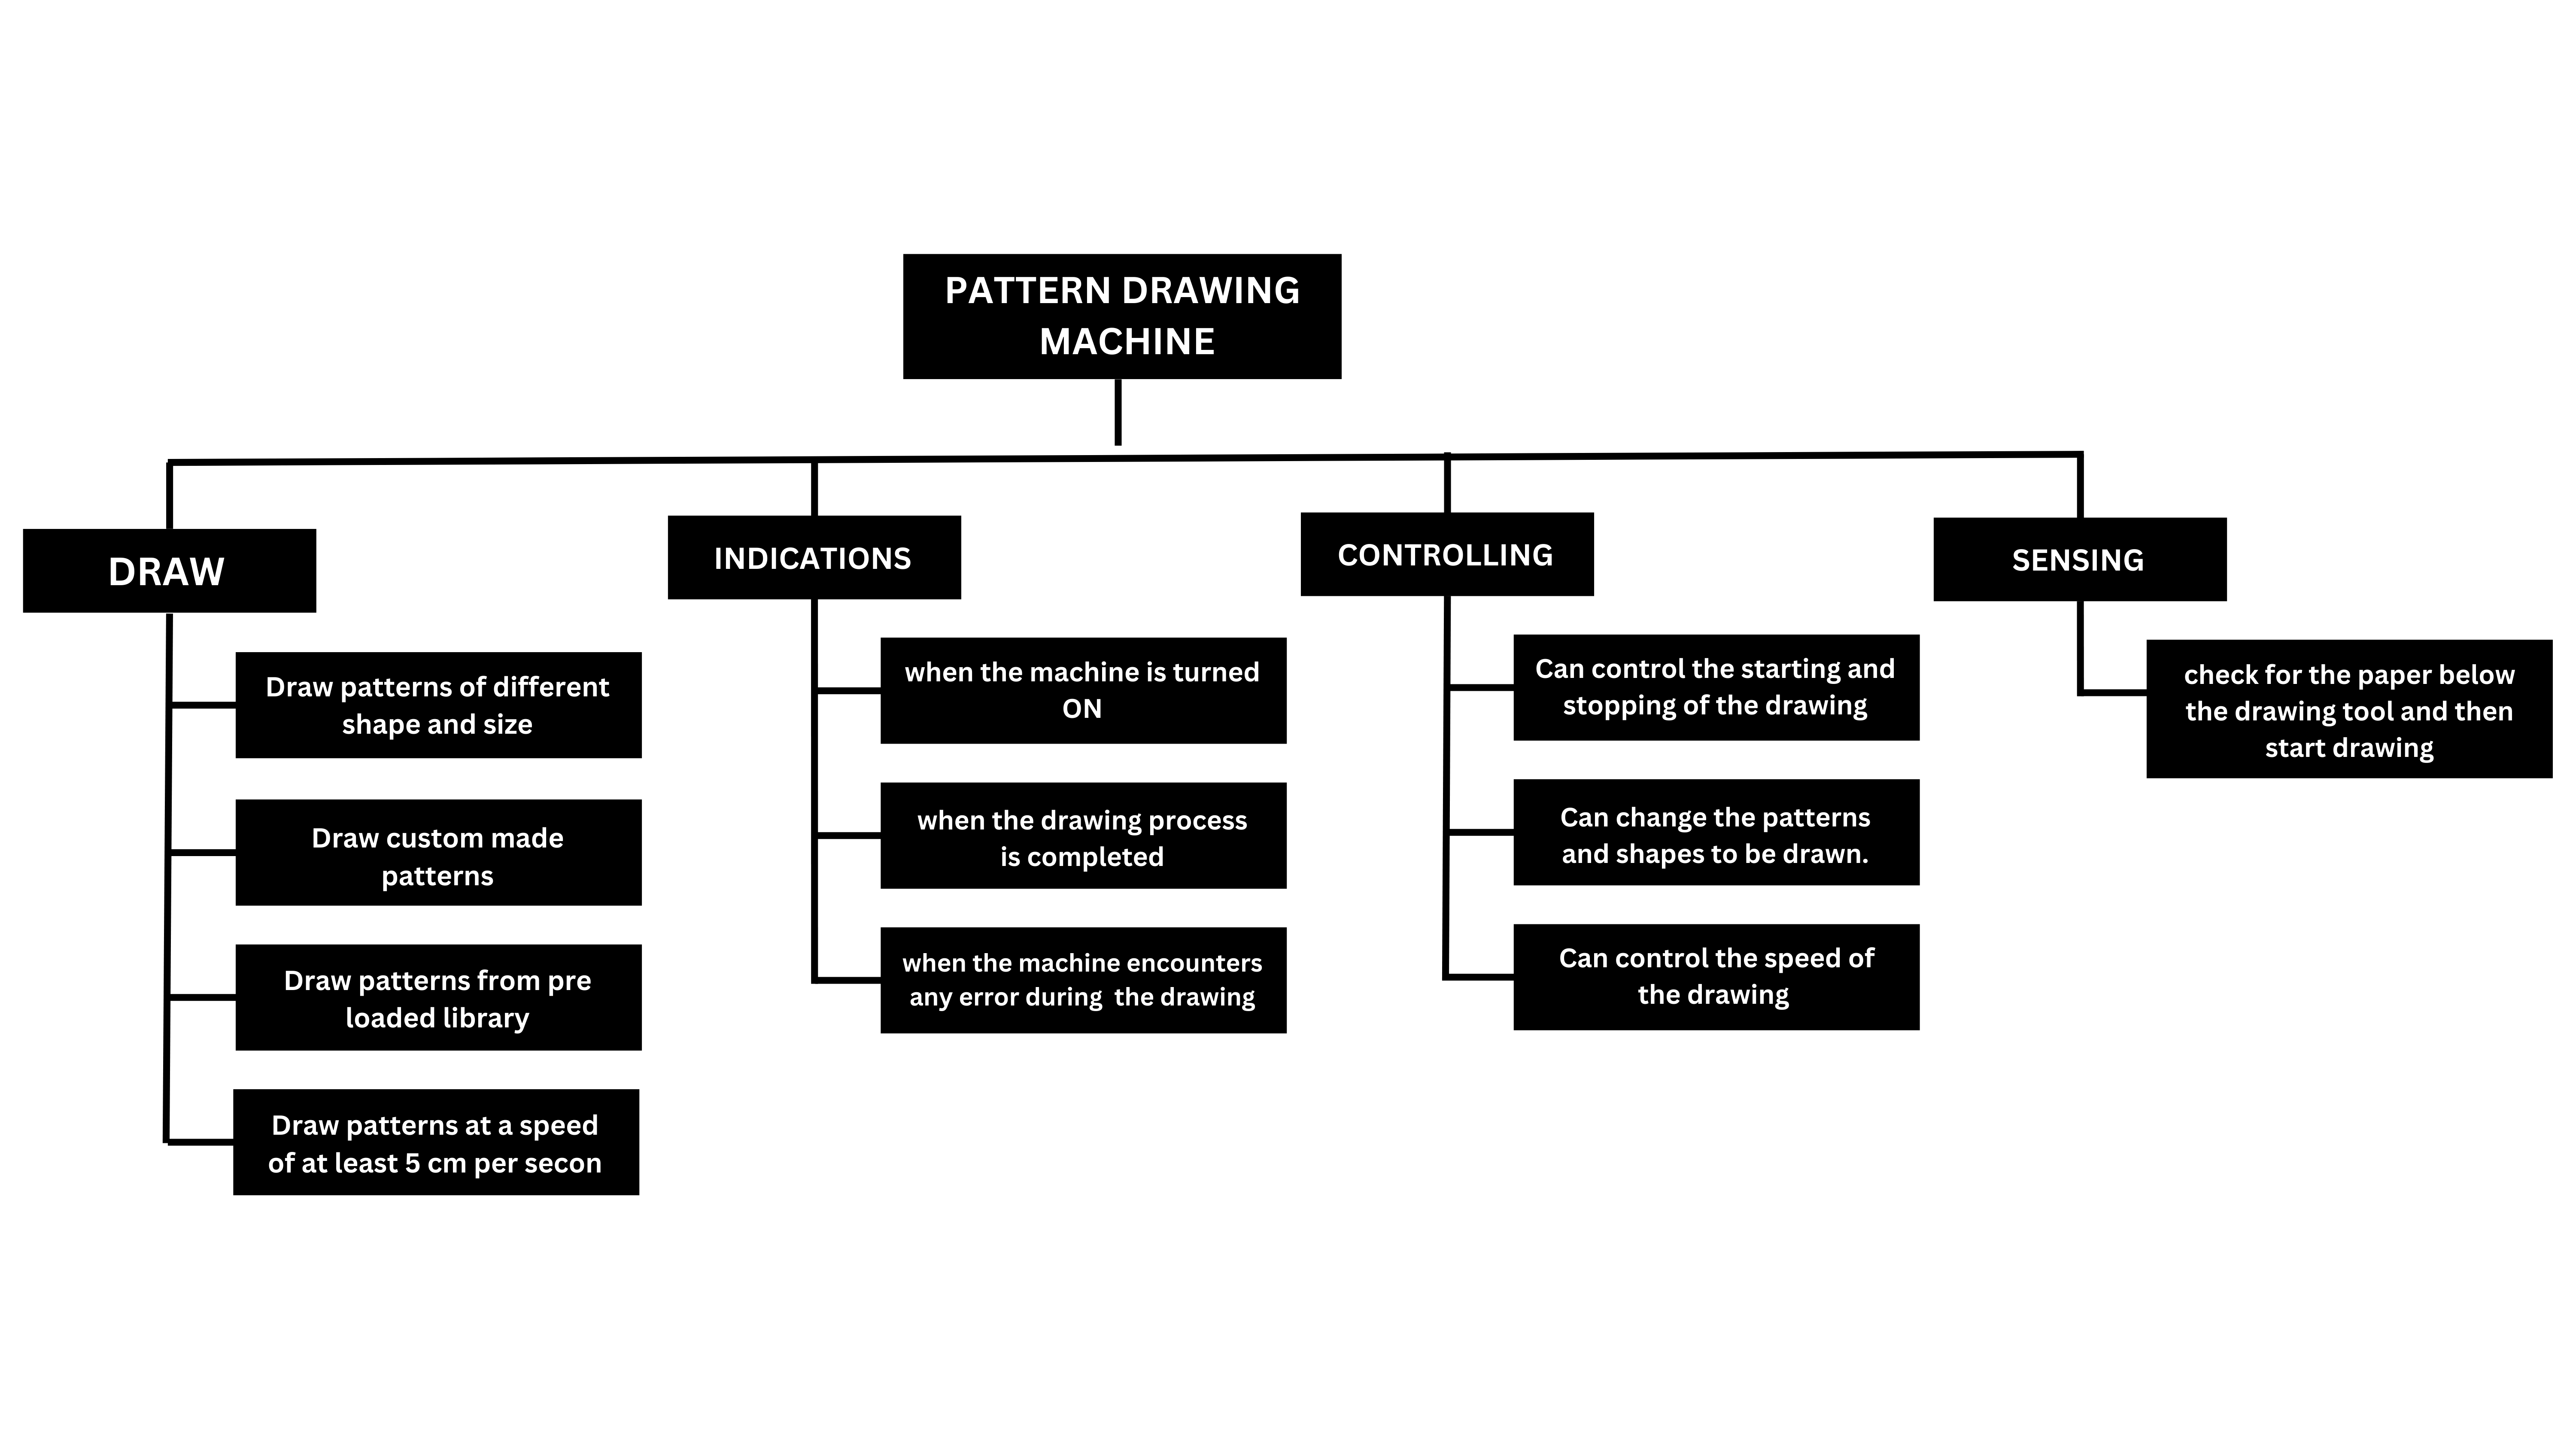 PATTERN DRAWING
MACHINE
DRAW
Draw patterns of different
shape and size
Draw custom made
patterns
Draw patterns from pre
loaded library
Draw patterns at a speed
of at least 5 cm per secon
INDICATIONS
when the machine is turned
ON
when the drawing process
is completed
when the machine encounters
any error during  the drawing
CONTROLLING
Can control the starting and
stopping of the drawing
Can change the patterns
and shapes to be drawn.
Can control the speed of
the drawing
SENSING
check for the paper below
the drawing tool and then
start drawing